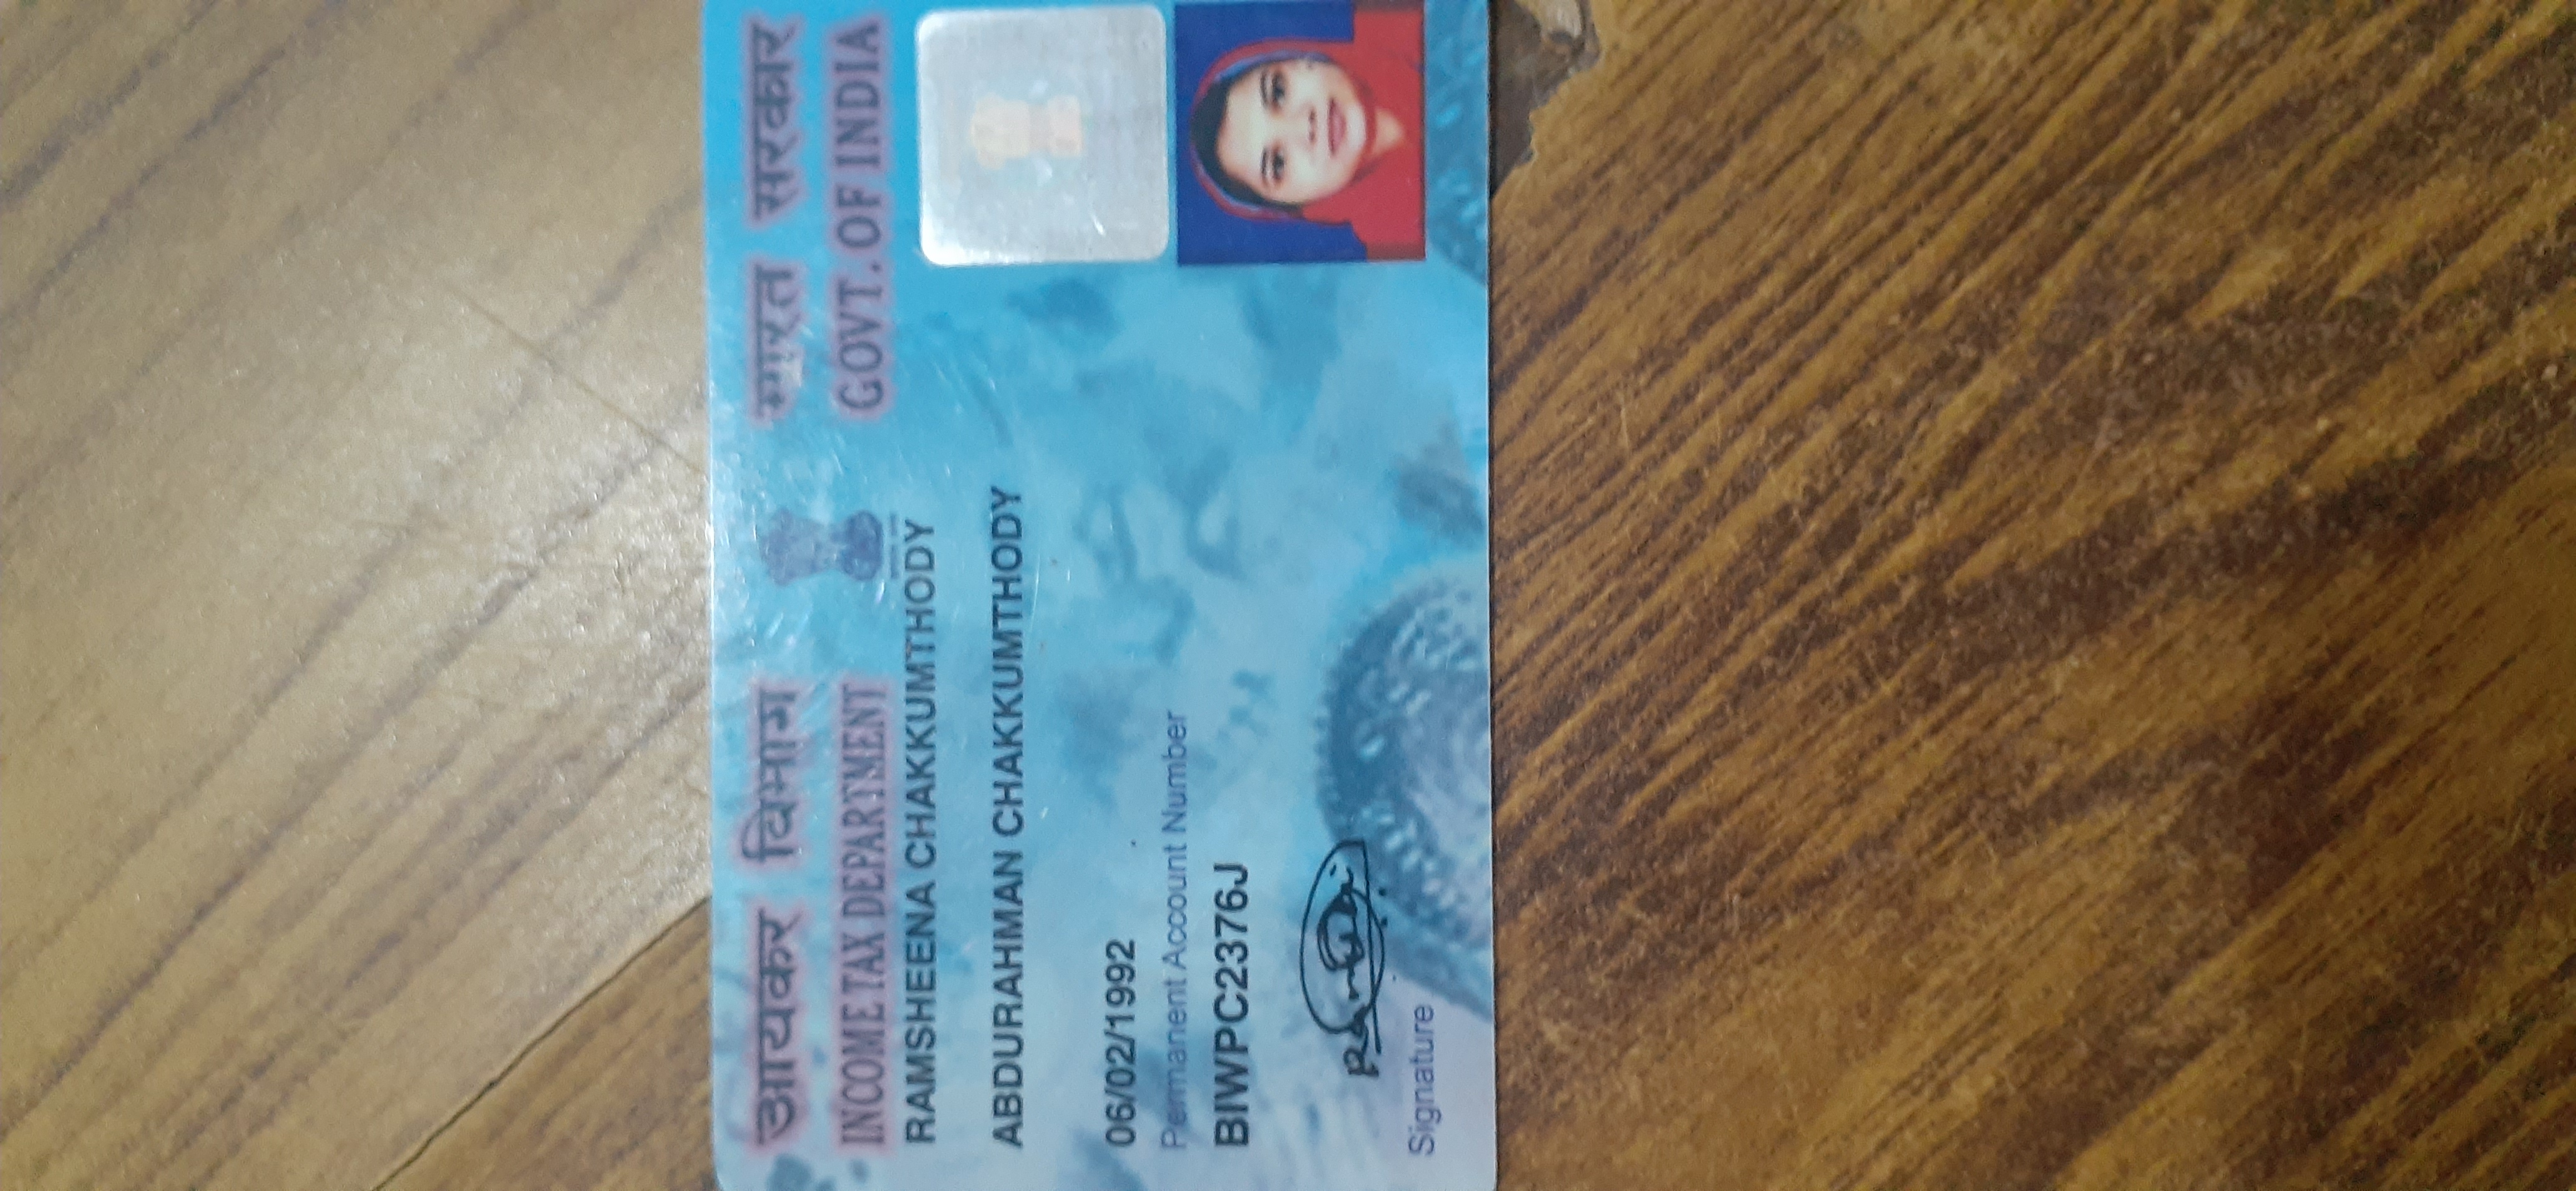 आयकर विभाग
भारत सरकार
INCOME TAX DEPARTMENT
GOVT. OF INDIA
RAMSHEENA CHAKKUMTHODY
ABDURAHMAN CHAKKUMTHODY
06/02/1992
Permanent Account Number
BIWPC2376J
Signature